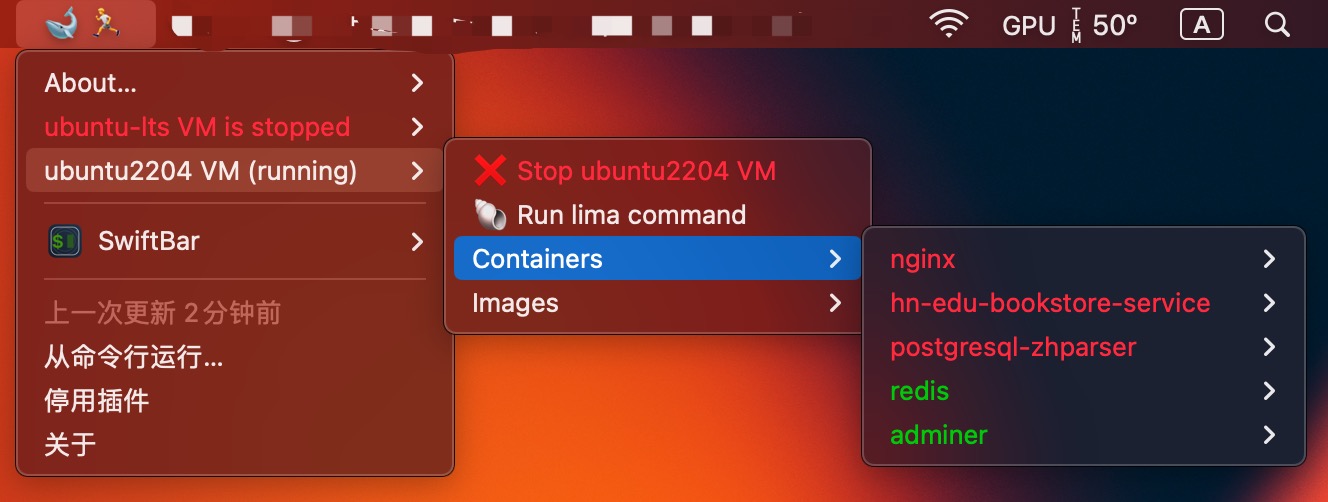 GPU TEM 50°
A
About...
ubuntu-lts VM is stopped
ubuntu2204 VM (running)
$
SwiftBar
上一次更新 2 分钟前
从命令行运行...
停用插件
关于
Stop ubuntu2204 VM
Run lima command
Containers
Images
nginx
hn-edu-bookstore-service
postgresql-zhparser
redis
adminer